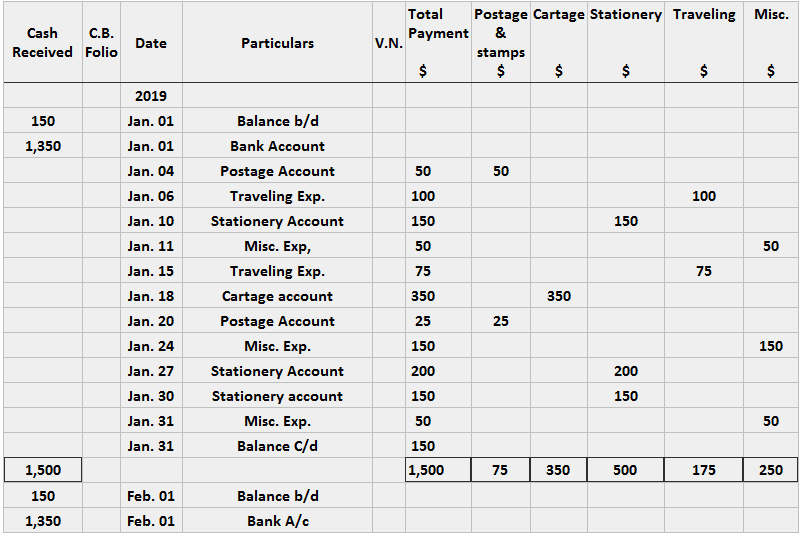 Cash Received C.B. Folio Date Particulars V.N. Total Payment $ Postage & stamps $ Cartage $ Stationery $ Traveling $ Misc. $
2019
150 Jan. 01 Balance b/d
1,350 Jan. 01 Bank Account
Jan. 04 Postage Account 50 50
Jan. 06 Traveling Exp. 100 100
Jan. 10 Stationery Account 150 150
Jan. 11 Misc. Exp, 50 50
Jan. 15 Traveling Exp. 75 75
Jan. 18 Cartage account 350 350
Jan. 20 Postage Account 25 25
Jan. 24 Misc. Exp. 150 150
Jan. 27 Stationery Account 200 200
Jan. 30 Stationery account 150 150
Jan. 31 Misc. Exp. 50 50
Jan. 31 Balance C/d 150
1,500 1,500 75 350 500 175 250
150 Feb. 01 Balance b/d
1,350 Feb. 01 Bank A/c